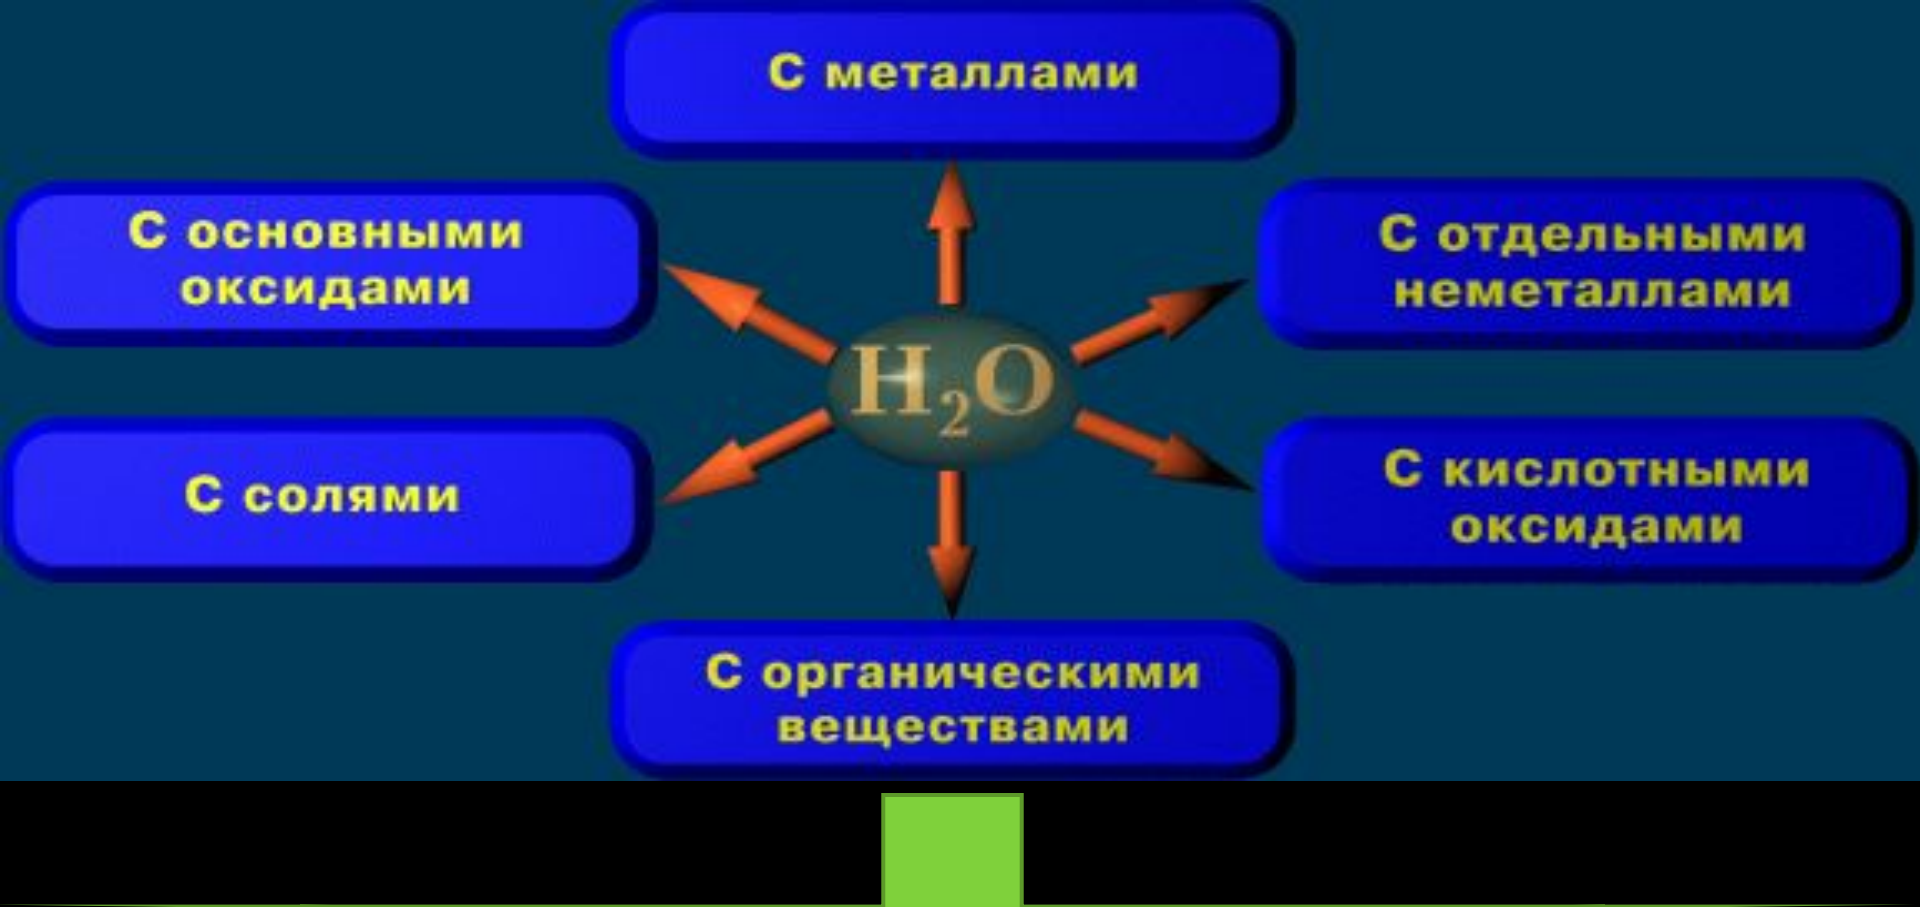 С металлами
С основными
оксидами
С отдельными
неметаллами
H₂O
С солями
С кислотными
оксидами
С органическими
веществами